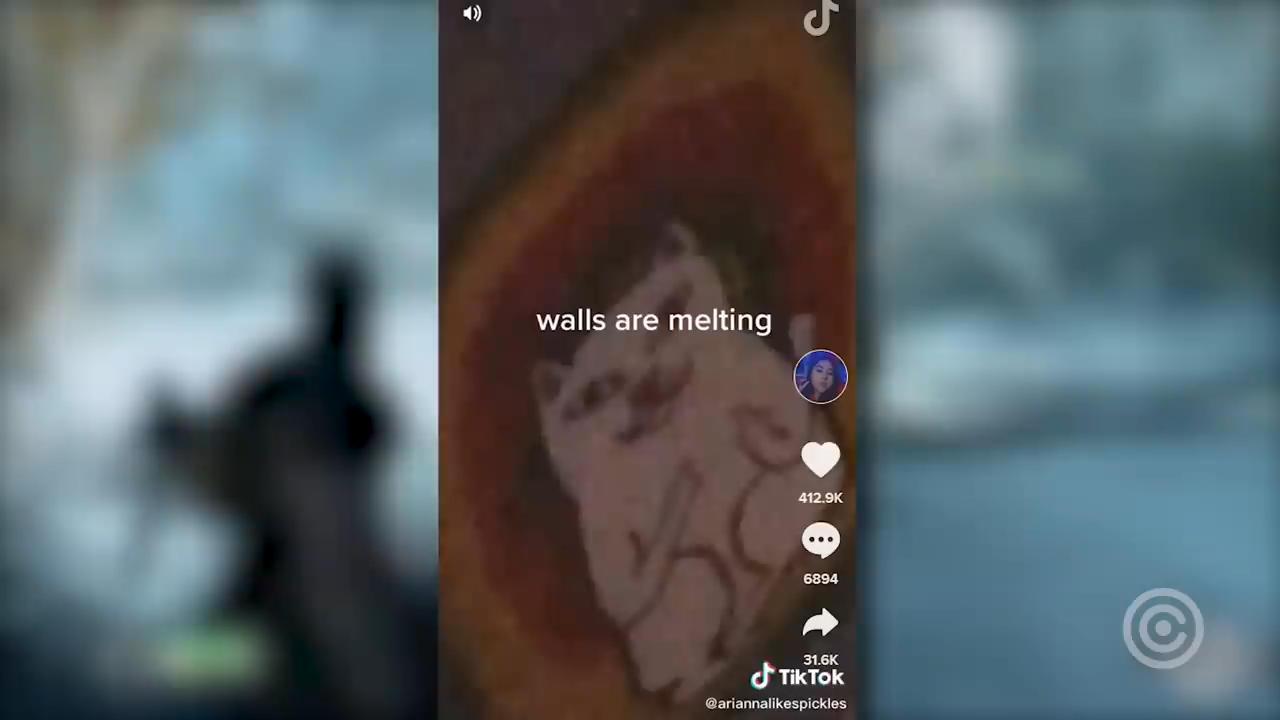 walls are melting
412.9K
6894
31.6K
TikTok
@ariannalikespickles